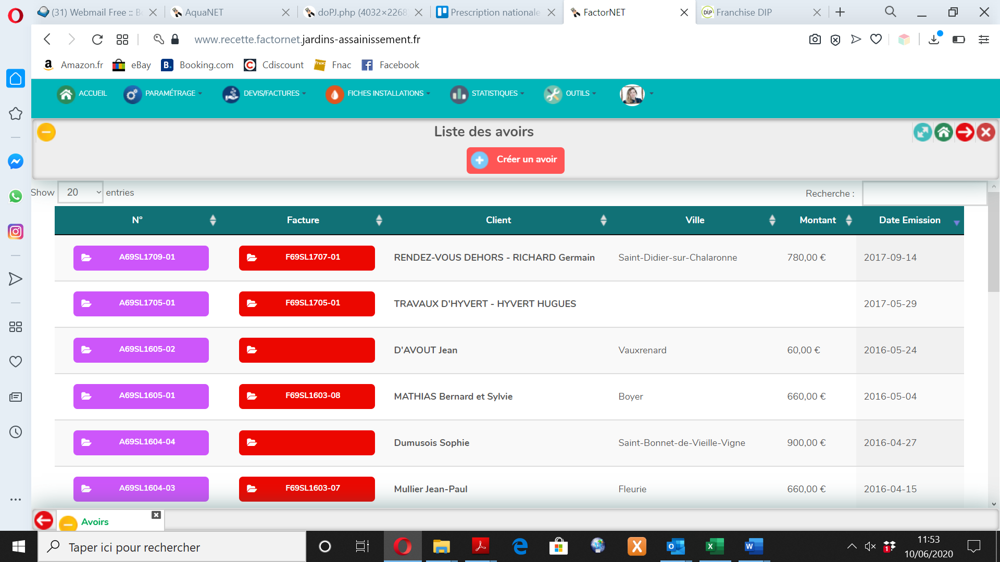 (31) Webmail Free :: B
AquaNET
doPJ.php (4032×2268
Prescription nationale
FactorNET
DIP
Franchise DIP
www.recette.factornet.jardins-assainissement.fr
Amazon.fr
eBay
Booking.com
Cdiscount
Fnac
Facebook
ACCUEIL
PARAMÉTRAGE
DEVIS/FACTURES
FICHES INSTALLATIONS
STATISTIQUES
OUTILS
Liste des avoirs
Créer un avoir
Show 20 entries
Recherche :
N° Facture Client Ville Montant Date Emission
A69SL1709-01 F69SL1707-01 RENDEZ-VOUS DEHORS - RICHARD Germain Saint-Didier-sur-Chalaronne 780,00 € 2017-09-14
A69SL1705-01 F69SL1705-01 TRAVAUX D'HYVERT - HYVERT HUGUES 2017-05-29
A69SL1605-02 D'AVOUT Jean Vauxrenard 60,00 € 2016-05-24
A69SL1605-01 F69SL1603-08 MATHIAS Bernard et Sylvie Boyer 660,00 € 2016-05-04
A69SL1604-04 Dumusois Sophie Saint-Bonnet-de-Vieille-Vigne 900,00 € 2016-04-27
A69SL1604-03 F69SL1603-07 Mullier Jean-Paul Fleurie 660,00 € 2016-04-15
Avoirs
Taper ici pour rechercher
1
11:53
10/06/2020